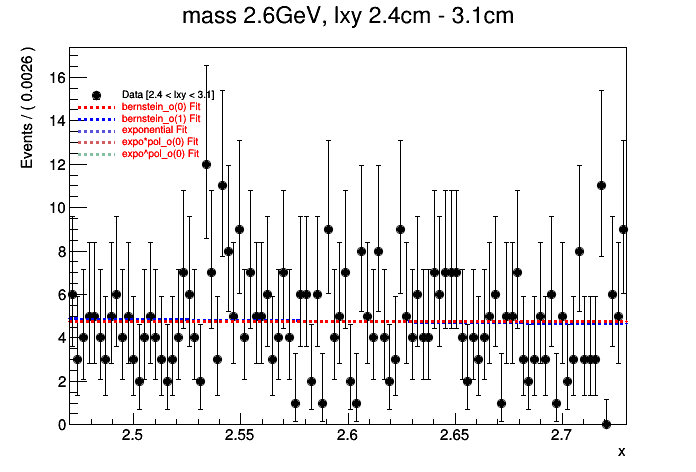 mass 2.6GeV, lxy 2.4cm - 3.1cm
Events / ( 0.0026 )
16
14
12
10
8
6
4
2
0
Data [2.4 < lxy < 3.1]
bernstein_o(0) Fit
bernstein_o(1) Fit
exponential Fit
expo*pol_o(0) Fit
expo^pol_o(0) Fit
2.5 2.55 2.6 2.65 2.7
x